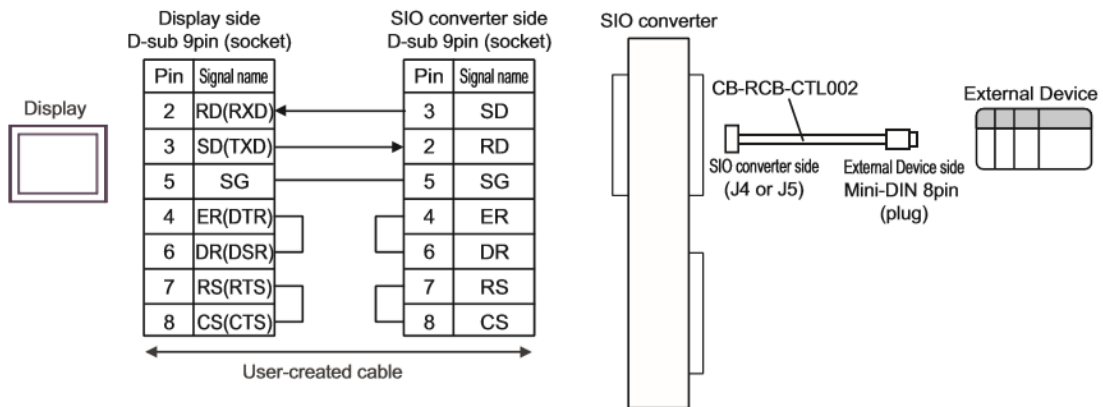 Display side
D-sub 9pin (socket)
SIO converter side
D-sub 9pin (socket)
SIO converter
Display
Pin Signal name
2 RD(RXD)
3 SD(TXD)
5 SG
4 ER(DTR)
6 DR(DSR)
7 RS(RTS)
8 CS(CTS)
Pin Signal name
3 SD
2 RD
5 SG
4 ER
6 DR
7 RS
8 CS
User-created cable
CB-RCB-CTL002
External Device
SIO converter side
(J4 or J5)
External Device side
Mini-DIN 8pin
(plug)